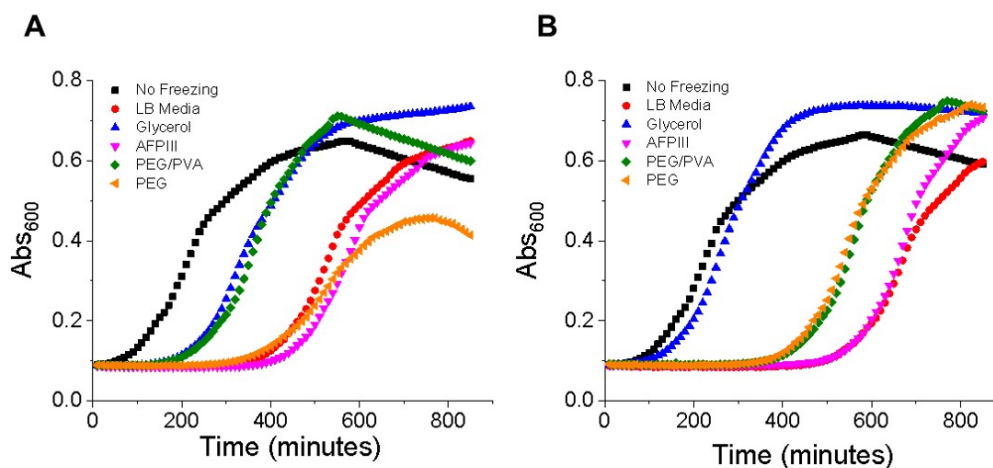 A
Abs600
0.8
0.6
0.4
0.2
0.0
No Freezing
LB Media
Glycerol
AFPIII
PEG/PVA
PEG
0 200 400 600 800
Time (minutes)
B
Abs600
0.8
0.6
0.4
0.2
0.0
No Freezing
LB Media
Glycerol
AFPIII
PEG/PVA
PEG
0 200 400 600 800
Time (minutes)